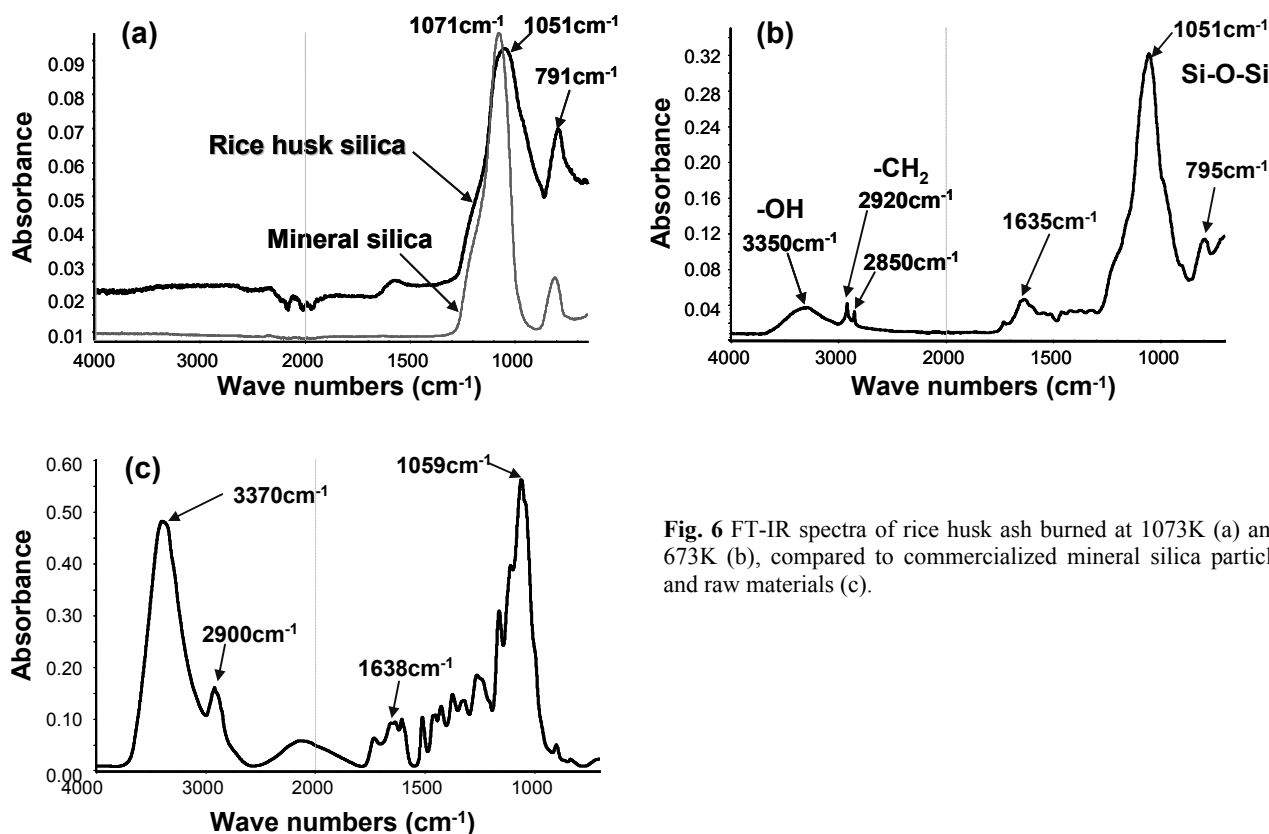 (a)
1071cm-1
1051cm-1
791cm-1
Rice husk silica
Mineral silica
Absorbance
0.09
0.08
0.07
0.06
0.05
0.04
0.03
0.02
0.01
4000 3000 2000 1500 1000
Wave numbers (cm-1)
(b)
1051cm-1
Si-O-Si
795cm-1
-CH2
2920cm-1
2850cm-1
-OH
3350cm-1
1635cm-1
Absorbance
0.32
0.28
0.24
0.20
0.16
0.12
0.08
0.04
4000 3000 2000 1500 1000
Wave numbers (cm-1)
(c)
3370cm-1
2900cm-1
1638cm-1
1059cm-1
Absorbance
0.60
0.50
0.40
0.30
0.20
0.10
0.00
4000 3000 2000 1500 1000
Wave numbers (cm-1)
Fig. 6 FT-IR spectra of rice husk ash burned at 1073K (a) an
673K (b), compared to commercialized mineral silica particl
and raw materials (c).